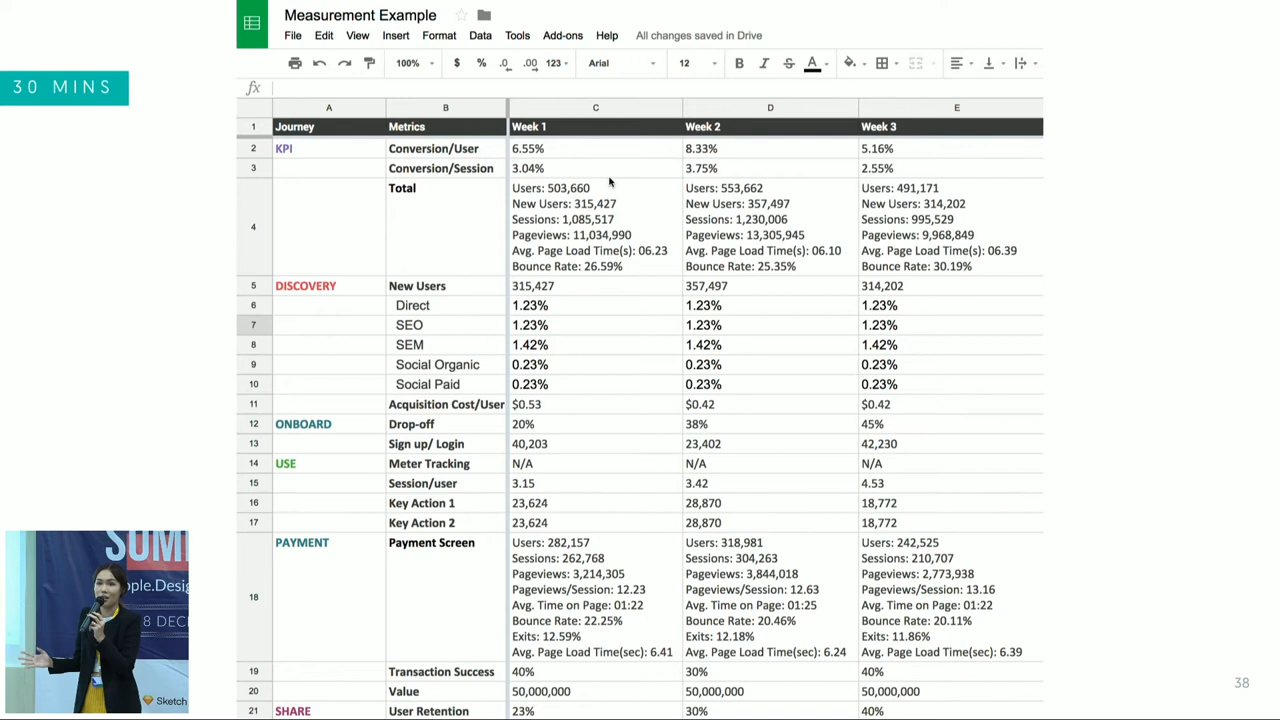 Measurement Example
File Edit View Insert Format Data Tools Add-ons Help All changes saved in Drive
30 MINS
100% $ % .0 .00 123 Arial 12 B I S A
fx
A B C D E
1 Journey Metrics Week 1 Week 2 Week 3
2 KPI Conversion/User 6.55% 8.33% 5.16%
3 Conversion/Session 3.04% 3.75% 2.55%
4 Total
Users: 503,660 Users: 553,662 Users: 491,171
New Users: 315,427 New Users: 357,497 New Users: 314,202
Sessions: 1,085,517 Sessions: 1,230,006 Sessions: 995,529
Pageviews: 11,034,990 Pageviews: 13,305,945 Pageviews: 9,968,849
Avg. Page Load Time(s): 06.23 Avg. Page Load Time(s): 06.10 Avg. Page Load Time(s): 06.39
Bounce Rate: 26.59% Bounce Rate: 25.35% Bounce Rate: 30.19%
5 DISCOVERY New Users 315,427 357,497 314,202
6 Direct 1.23% 1.23% 1.23%
7 SEO 1.23% 1.23% 1.23%
8 SEM 1.42% 1.42% 1.42%
9 Social Organic 0.23% 0.23% 0.23%
10 Social Paid 0.23% 0.23% 0.23%
11 Acquisition Cost/User $0.53 $0.42 $0.42
12 ONBOARD Drop-off 20% 38% 45%
13 Sign up/ Login 40,203 23,402 42,230
14 USE Meter Tracking N/A N/A N/A
15 Session/user 3.15 3.42 4.53
16 Key Action 1 23,624 28,870 18,772
17 Key Action 2 23,624 28,870 18,772
18 PAYMENT Payment Screen
Users: 282,157 Users: 318,981 Users: 242,525
Sessions: 262,768 Sessions: 304,263 Sessions: 210,707
Pageviews: 3,214,305 Pageviews: 3,844,018 Pageviews: 2,773,938
Pageviews/Session: 12.23 Pageviews/Session: 12.63 Pageviews/Session: 13.16
Avg. Time on Page: 01:22 Avg. Time on Page: 01:25 Avg. Time on Page: 01:22
Bounce Rate: 22.25% Bounce Rate: 20.46% Bounce Rate: 20.11%
Exits: 12.59% Exits: 12.18% Exits: 11.86%
Avg. Page Load Time(sec): 6.41 Avg. Page Load Time(sec): 6.24 Avg. Page Load Time(sec): 6.39
19 Transaction Success 40% 30% 40%
20 Value 50,000,000 50,000,000 50,000,000
21 SHARE User Retention 23% 30% 40%
SUM
ople.Desi
8 DEC
Sketch
38